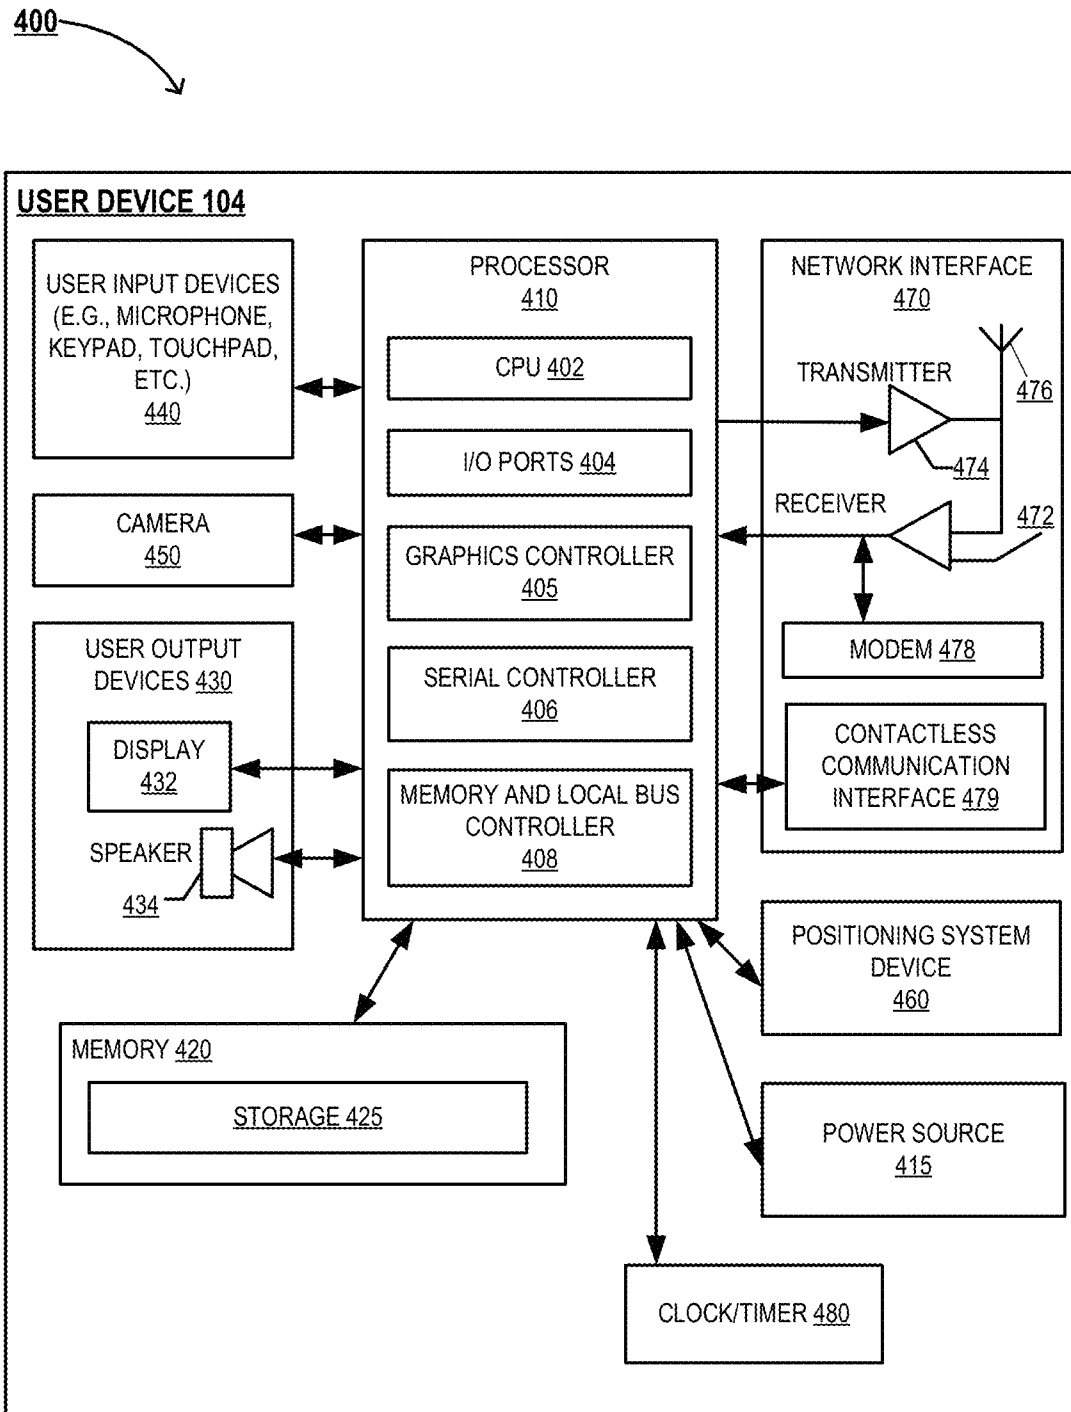 400
USER DEVICE 104
USER INPUT DEVICES
(E.G., MICROPHONE,
KEYPAD, TOUCHPAD,
ETC.)
440
CAMERA
450
USER OUTPUT
DEVICES 430
DISPLAY
432
SPEAKER
434
PROCESSOR
410
CPU 402
I/O PORTS 404
GRAPHICS CONTROLLER
405
SERIAL CONTROLLER
406
MEMORY AND LOCAL BUS
CONTROLLER
408
NETWORK INTERFACE
470
TRANSMITTER
476
474
RECEIVER
472
MODEM 478
CONTACTLESS
COMMUNICATION
INTERFACE 479
POSITIONING SYSTEM
DEVICE
460
MEMORY 420
STORAGE 425
POWER SOURCE
415
CLOCK/TIMER 480